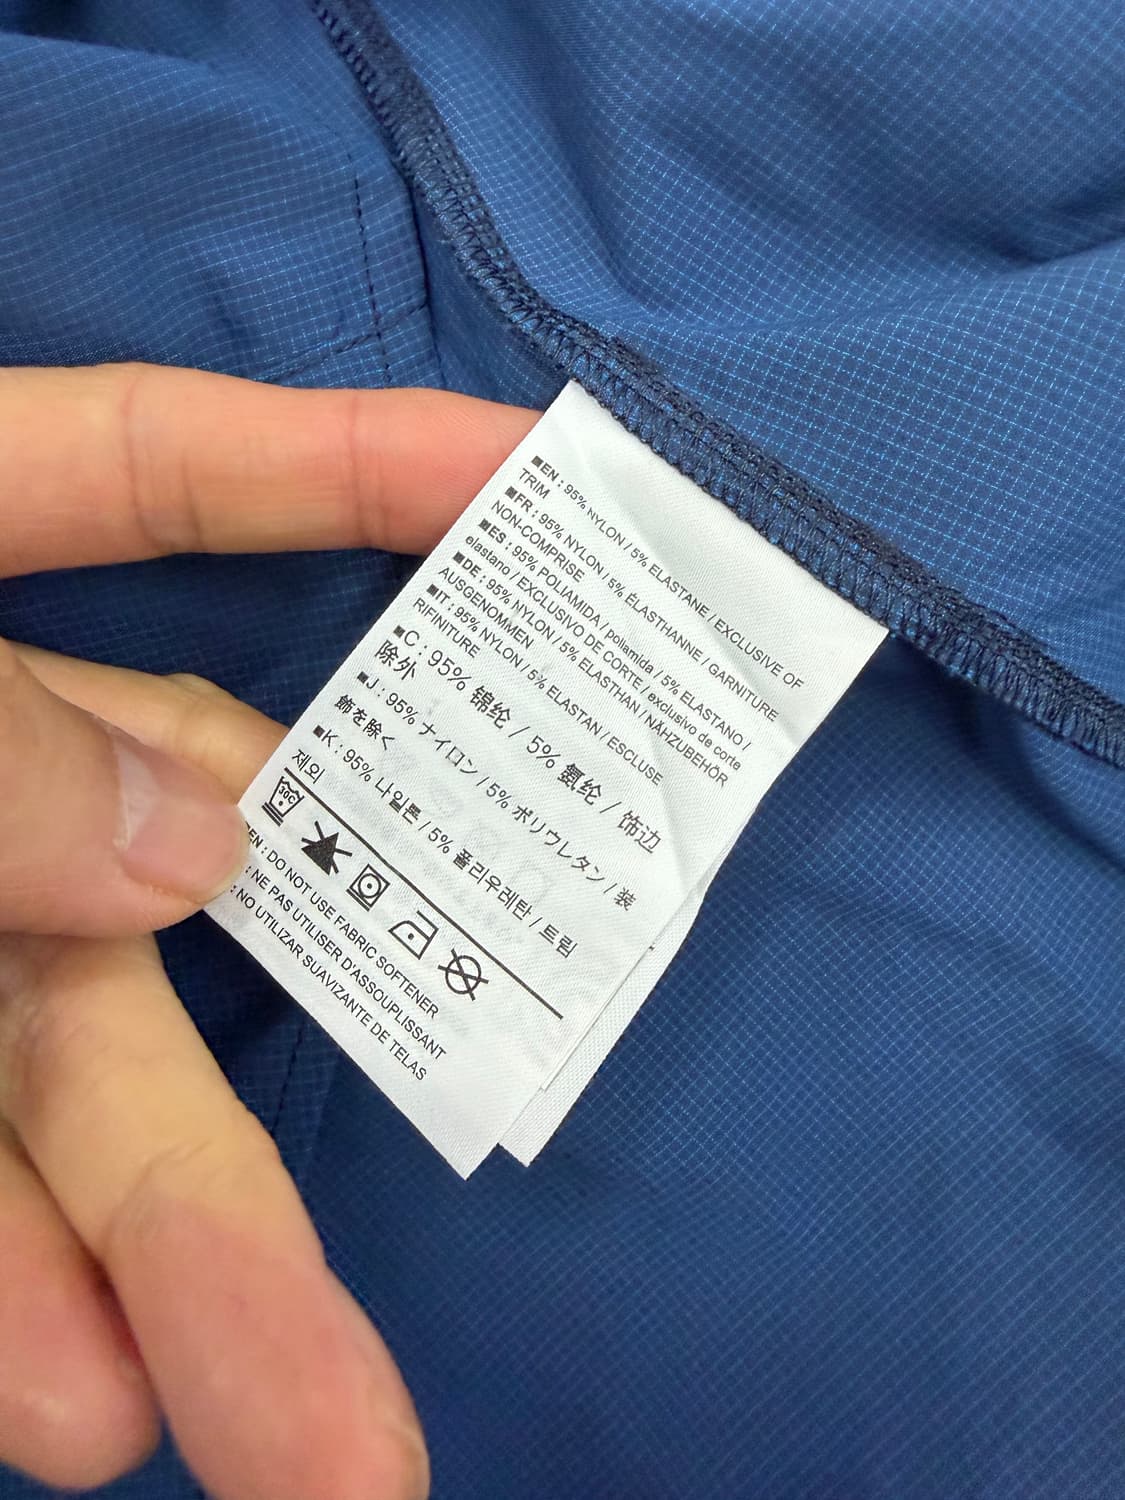 ■EN : 95% NYLON / 5% ELASTANE / EXCLUSIVE OF
TRIM
■FR : 95% NYLON / 5% ÉLASTHANNE / GARNITURE
NON-COMPRISE
■ES : 95% POLIAMIDA / poliamida / 5% ELASTANO /
elastano / EXCLUSIVO DE CORTE / exclusivo de corte
■DE : 95% NYLON / 5% ELASTHAN / NÄHZUBEHÖR
AUSGENOMMEN
■IT : 95% NYLON / 5% ELASTAN / ESCLUSE
RIFINITURE
■C : 95% 锦纶 / 5% 氨纶 / 饰边
除外
■J : 95% ナイロン / 5% ポリウレタン / 装
飾を除く
■K : 95% 나일론 / 5% 폴리우레탄 / 트림
제외
30C
EN : DO NOT USE FABRIC SOFTENER
: NE PAS UTILISER D'ASSOUPLISSANT
: NO UTILIZAR SUAVIZANTE DE TELAS